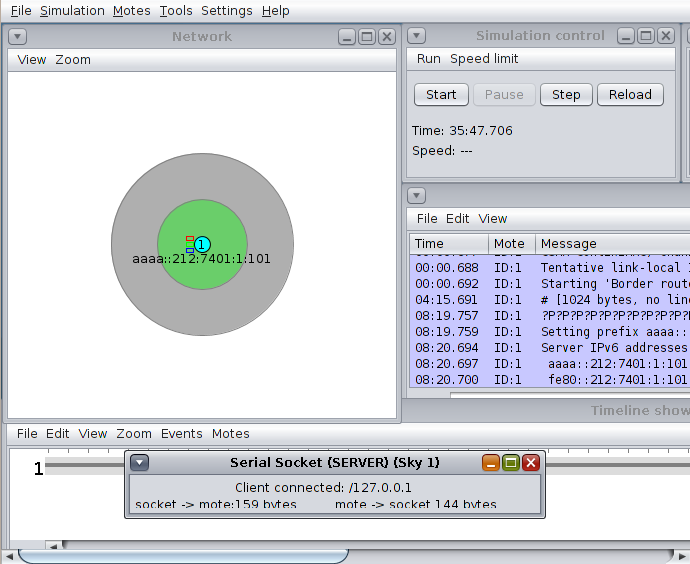 File Simulation Motes Tools Settings Help
Network
View Zoom
1
aaaa::212:7401:1:101
Simulation control
Run Speed limit
Start Pause Step Reload
Time: 35:47.706
Speed: ---
File Edit View
Time Mote Message
00:00.688 ID:1 Tentative link-local
00:00.692 ID:1 Starting 'Border route
04:15.691 ID:1 # [1024 bytes, no line
08:19.757 ID:1 ?P?P?P?P?P?P?P?P?P?P?P?
08:19.759 ID:1 Setting prefix aaaa::
08:20.694 ID:1 Server IPv6 addresses
08:20.697 ID:1 aaaa::212:7401:1:101
08:20.700 ID:1 fe80::212:7401:1:101
Timeline show
File Edit View Zoom Events Motes
1
Serial Socket (SERVER) (Sky 1)
Client connected: /127.0.0.1
socket -> mote:159 bytes mote -> socket 144 bytes